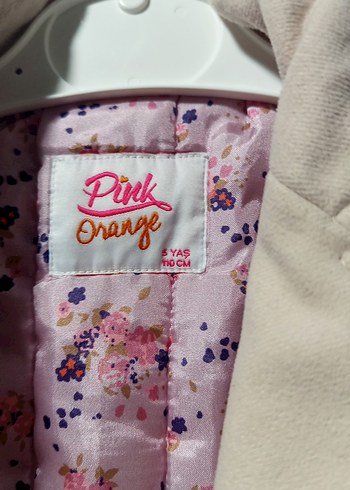 Pink
Orange
5 YAŞ
110 CM